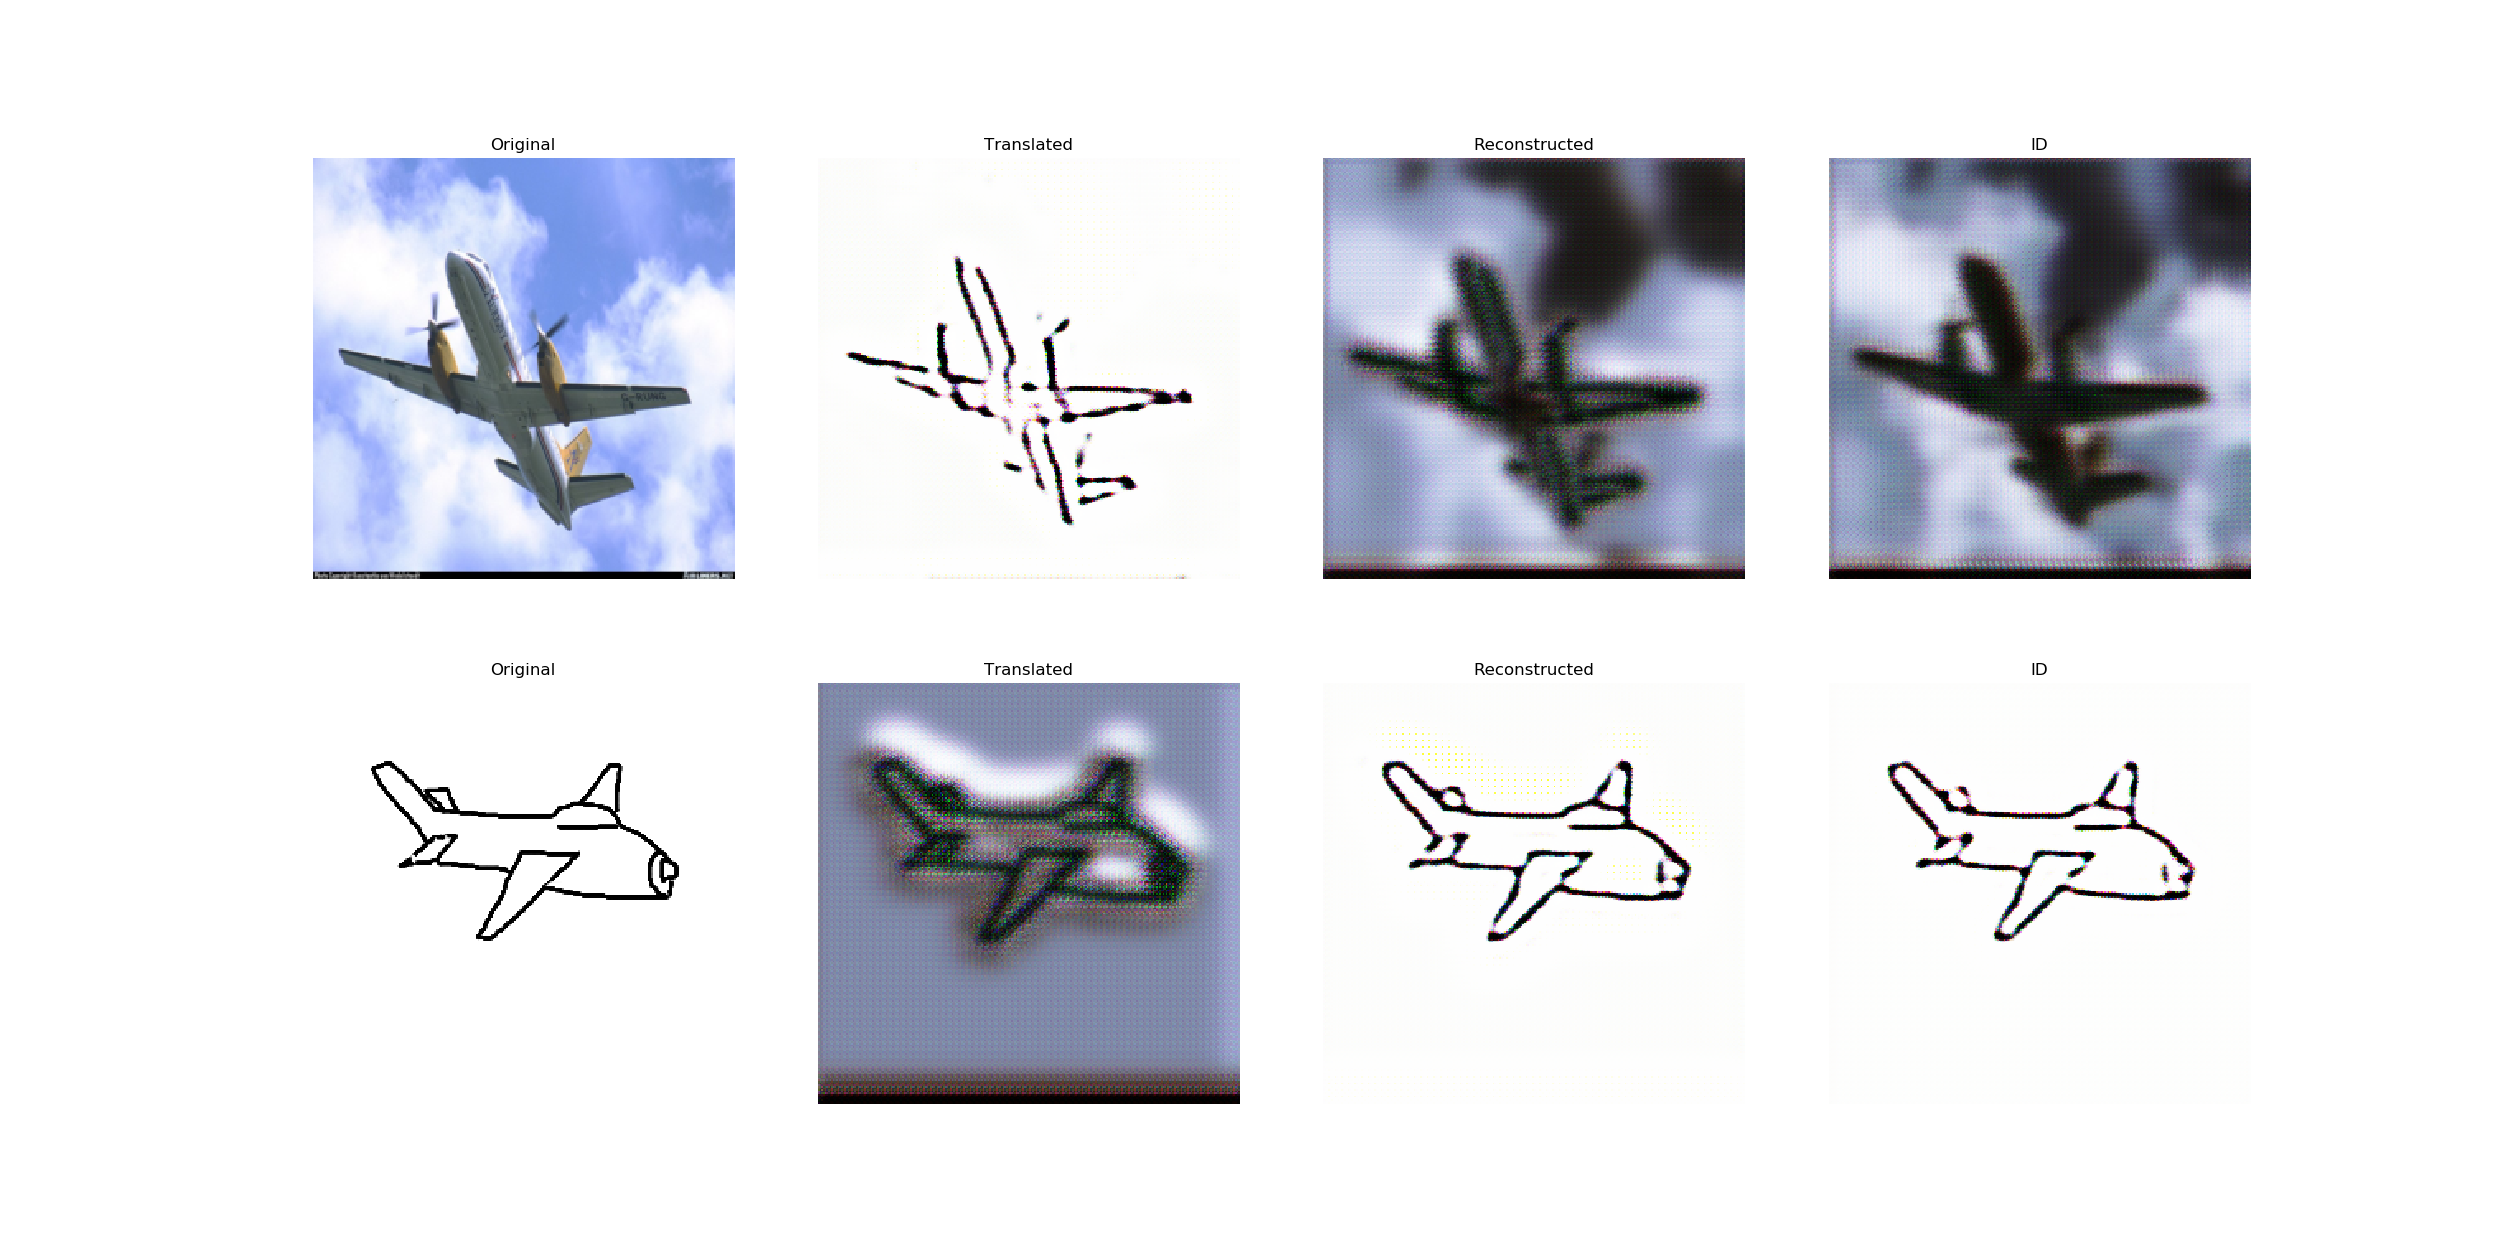 Original
Translated
Reconstructed
ID
Original
Translated
Reconstructed
ID